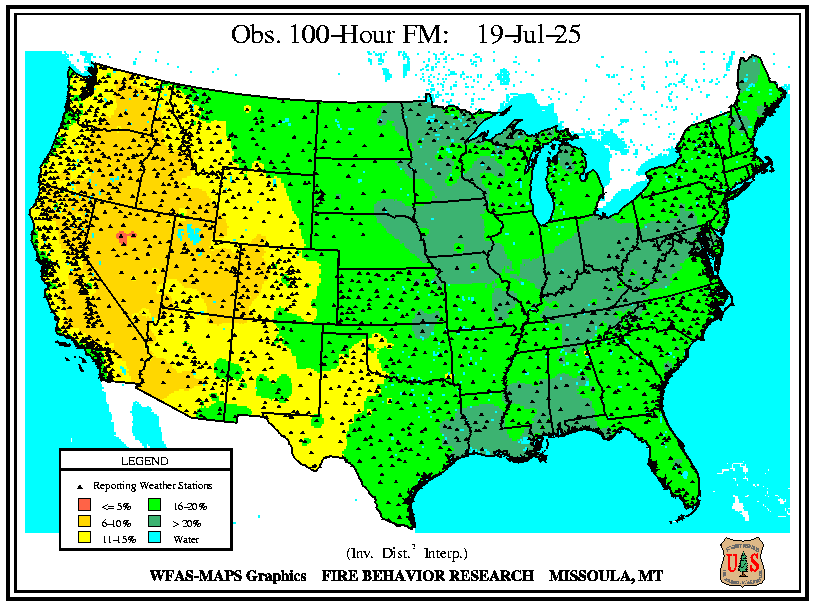 Obs. 100-Hour FM: 19-Jul-25
LEGEND
Reporting Weather Stations
<= 5% 16-20%
6-10% > 20%
11-15% Water
(Inv. Dist.² Interp.)
WFAS-MAPS Graphics FIRE BEHAVIOR RESEARCH MISSOULA, MT
U S